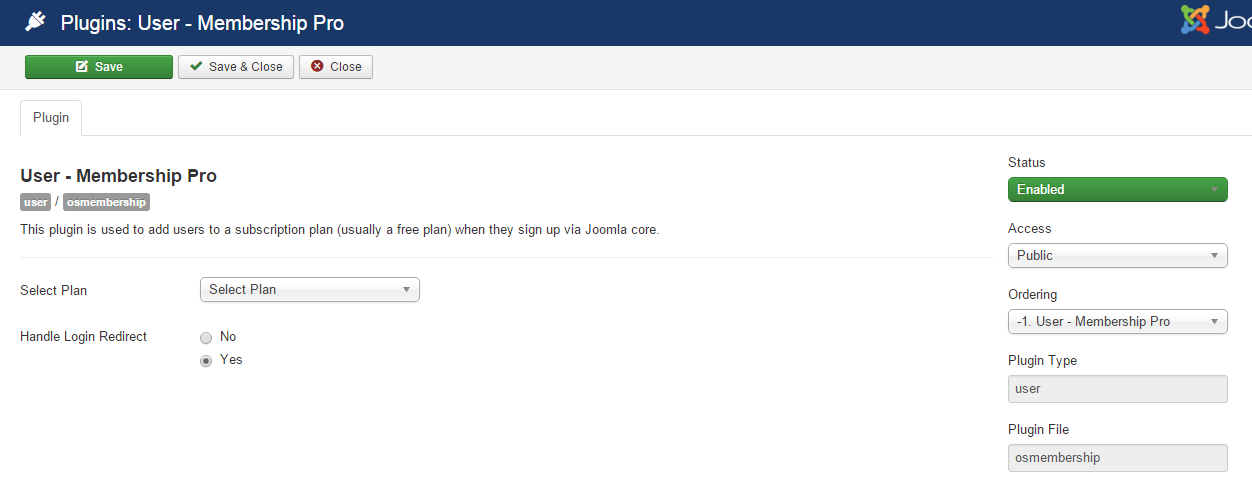 Plugins: User - Membership Pro
Save
Save & Close
Close
Plugin
User - Membership Pro
user / osmembership
This plugin is used to add users to a subscription plan (usually a free plan) when they sign up via Joomla core.
Select Plan
Select Plan
Handle Login Redirect
No
Yes
Status
Enabled
Access
Public
Ordering
-1. User - Membership Pro
Plugin Type
user
Plugin File
osmembership